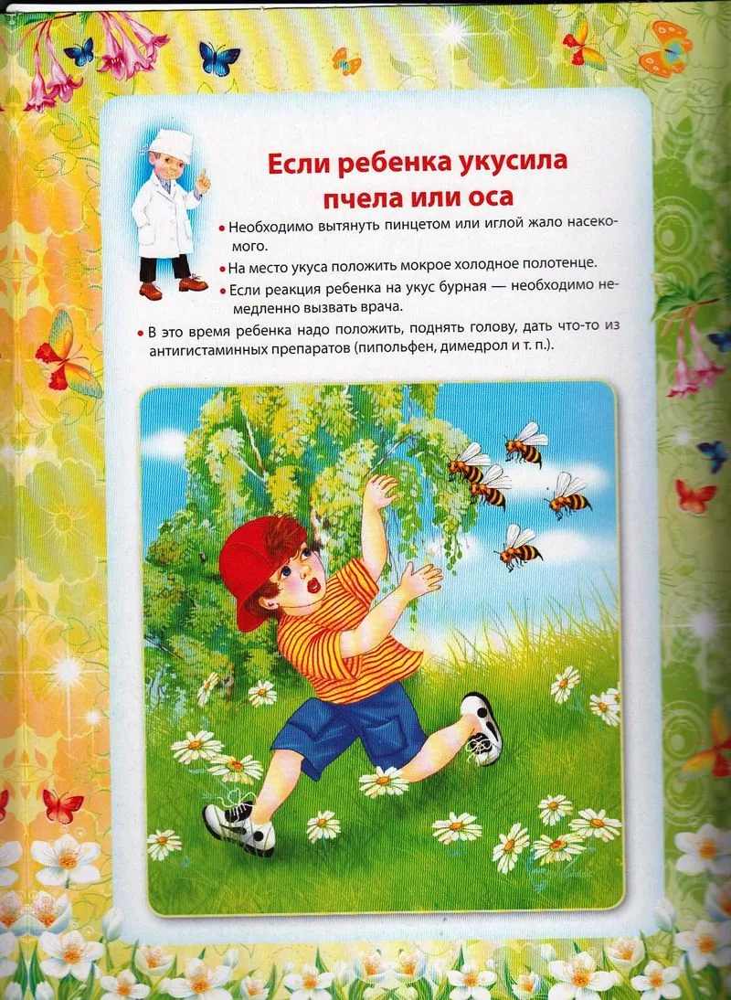 Если ребенка укусила
пчела или оса
• Необходимо вытянуть пинцетом или иглой жало насеко-
мого.
• На место укуса положить мокрое холодное полотенце.
• Если реакция ребенка на укус бурная — необходимо не-
медленно вызвать врача.
• В это время ребенка надо положить, поднять голову, дать что-то из
антигистаминных препаратов (пипольфен, димедрол и т. п.).